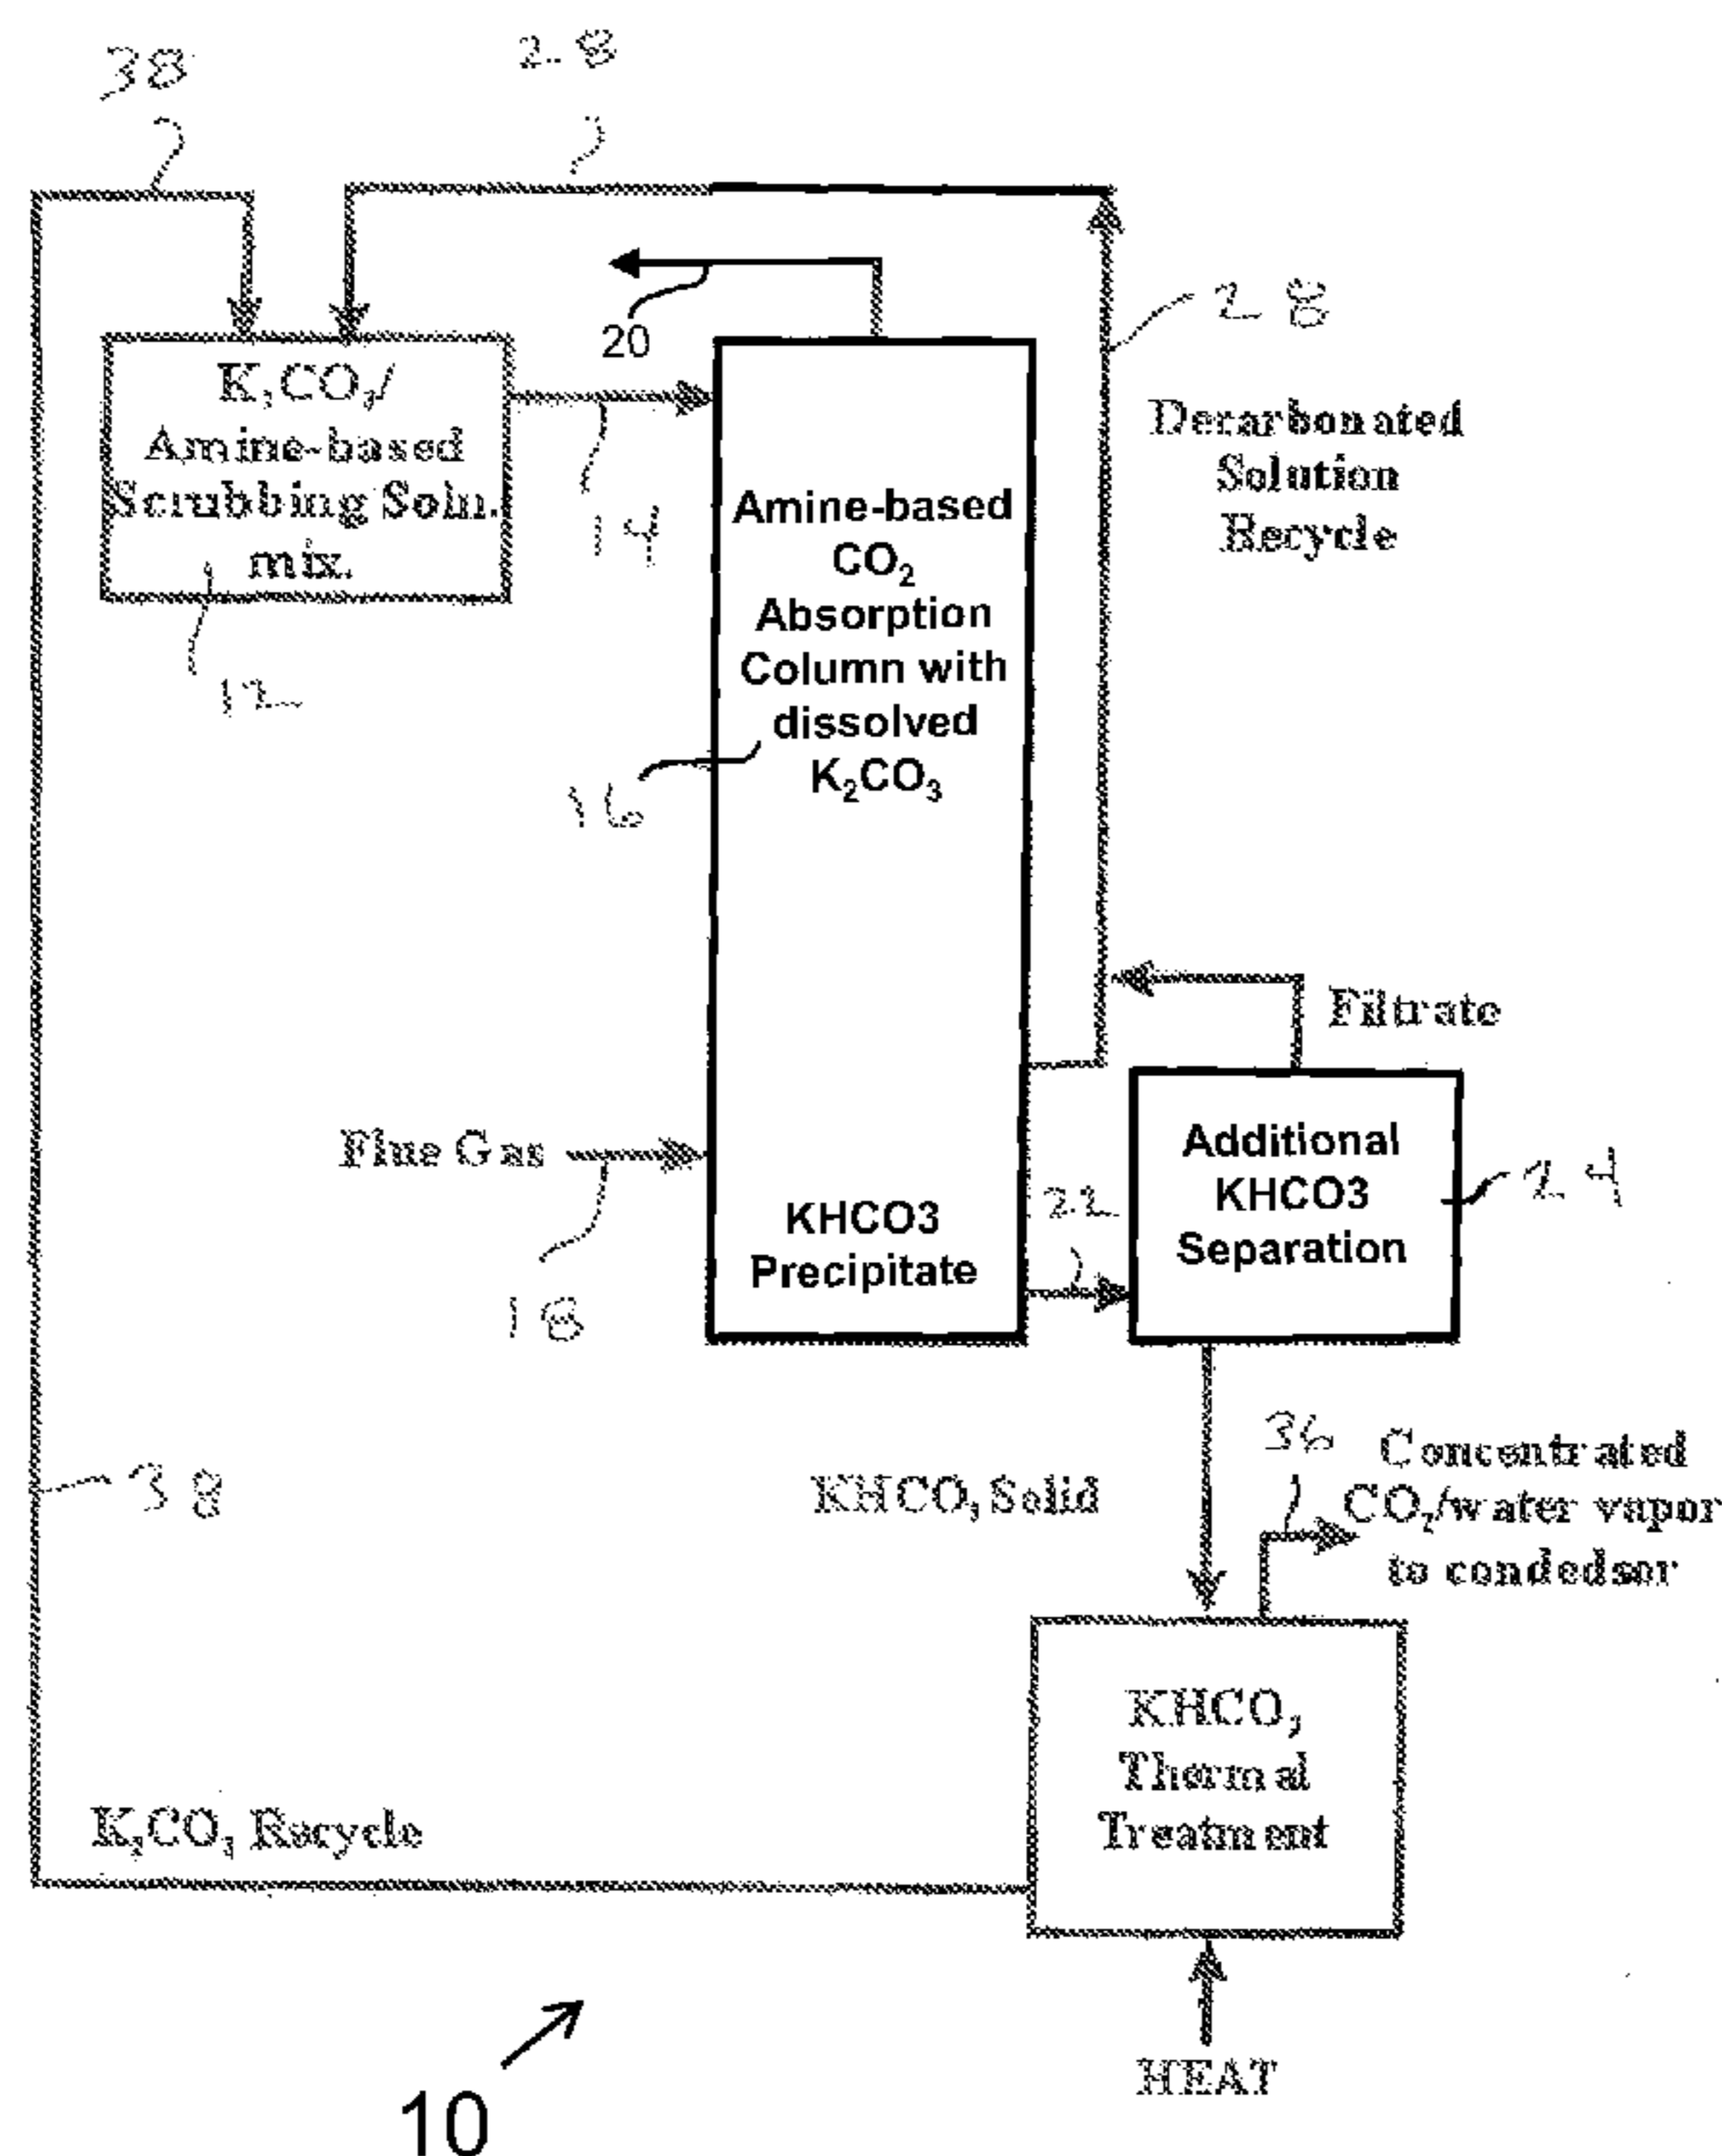 38
28
20
K₂CO₃/
Amine-based
Scrubbing Soln.
mix.
14
12
Amine-based
CO₂
Absorption
Column with
dissolved
K₂CO₃
16
28
Decarbonated
Solution
Recycle
Filtrate
Flue Gas
18
KHCO3
Precipitate
22
Additional
KHCO3
Separation
24
38
KHCO₃ Solid
36
Concentrated
CO₂/water vapor
to condedsor
KHCO₃
Thermal
Treatment
K₂CO₃ Recycle
HEAT
10